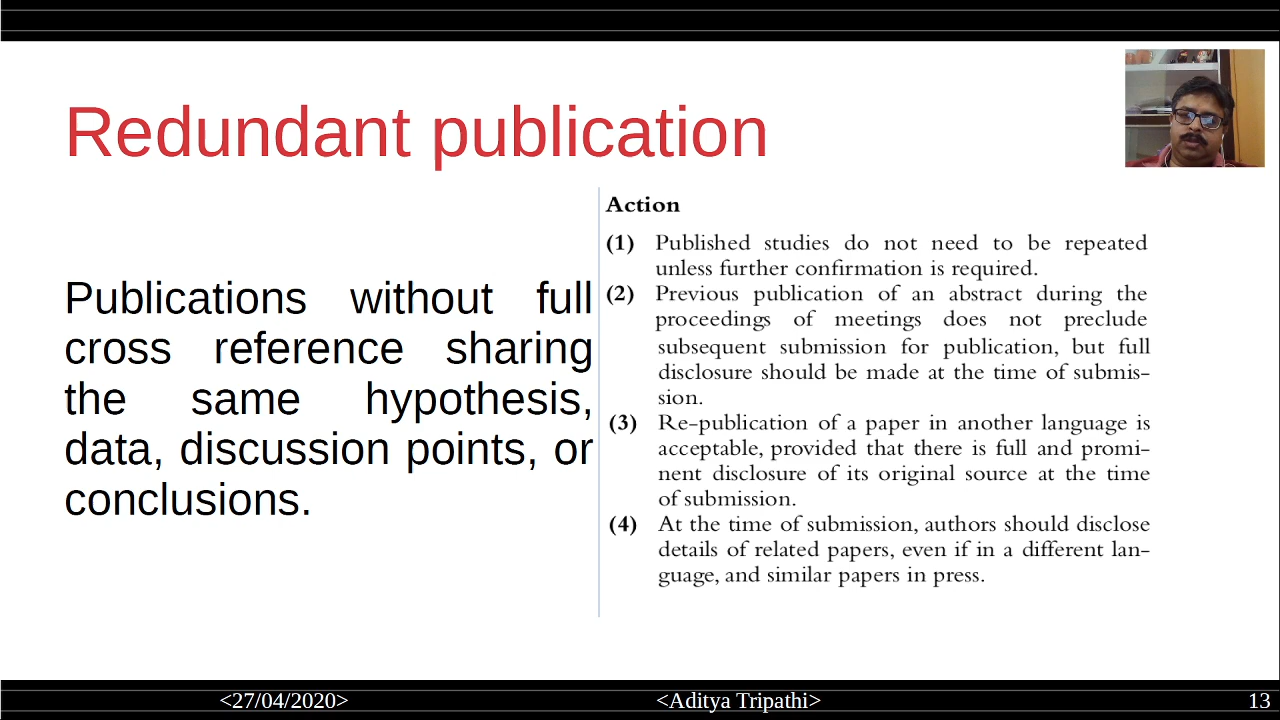 Redundant publication
Publications without full
cross reference sharing
the same hypothesis,
data, discussion points, or
conclusions.
Action
(1) Published studies do not need to be repeated
unless further confirmation is required.
(2) Previous publication of an abstract during the
proceedings of meetings does not preclude
subsequent submission for publication, but full
disclosure should be made at the time of submis-
sion.
(3) Re-publication of a paper in another language is
acceptable, provided that there is full and promi-
nent disclosure of its original source at the time
of submission.
(4) At the time of submission, authors should disclose
details of related papers, even if in a different lan-
guage, and similar papers in press.
<27/04/2020> <Aditya Tripathi> 13